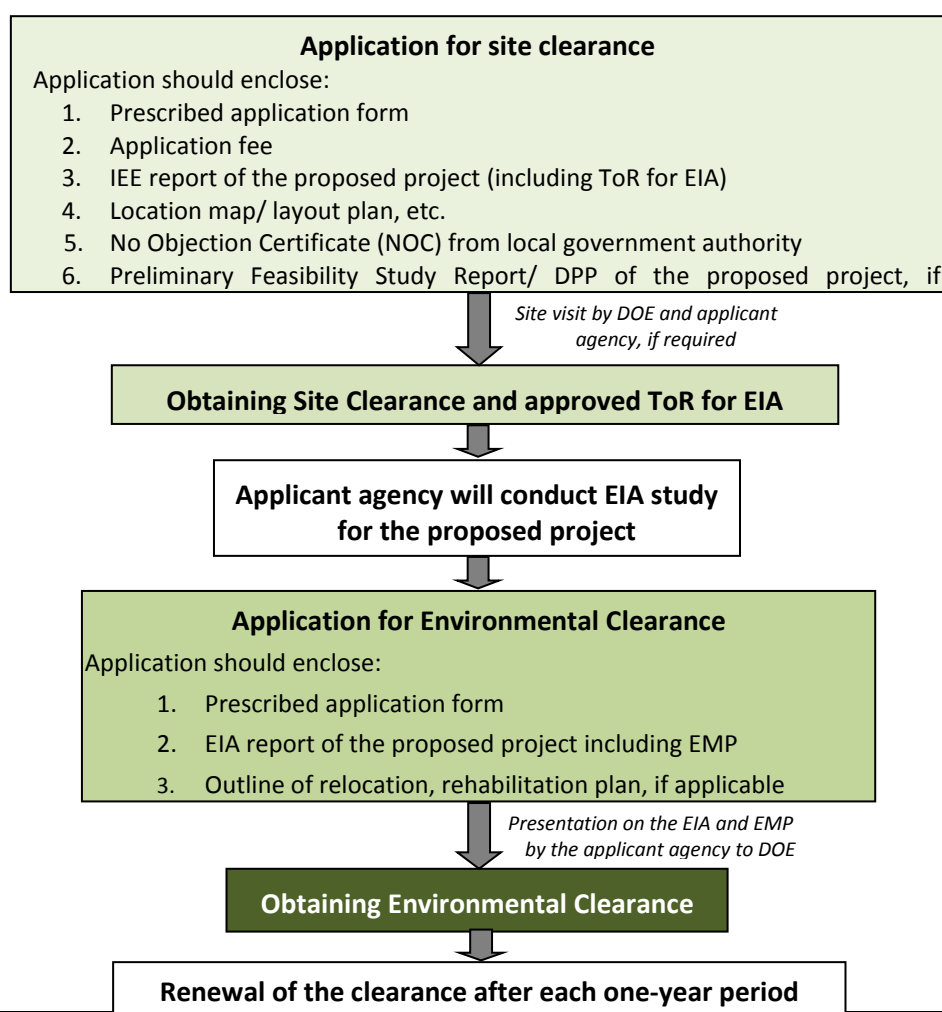 Application for site clearance
Application should enclose:
1. Prescribed application form
2. Application fee
3. IEE report of the proposed project (including ToR for EIA)
4. Location map/ layout plan, etc.
5. No Objection Certificate (NOC) from local government authority
6. Preliminary Feasibility Study Report/ DPP of the proposed project, if
Site visit by DOE and applicant
agency, if required
Obtaining Site Clearance and approved ToR for EIA
Applicant agency will conduct EIA study
for the proposed project
Application for Environmental Clearance
Application should enclose:
1. Prescribed application form
2. EIA report of the proposed project including EMP
3. Outline of relocation, rehabilitation plan, if applicable
Presentation on the EIA and EMP
by the applicant agency to DOE
Obtaining Environmental Clearance
Renewal of the clearance after each one-year period